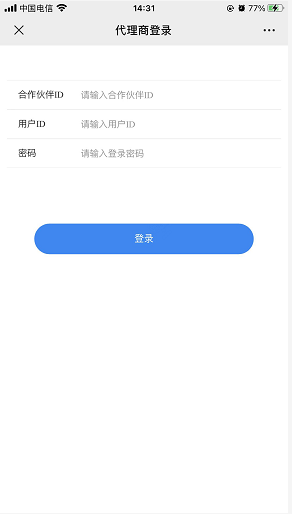 中国电信 14:31 77%
代理商登录
合作伙伴ID 请输入合作伙伴ID
用户ID 请输入用户ID
密码 请输入登录密码
登录